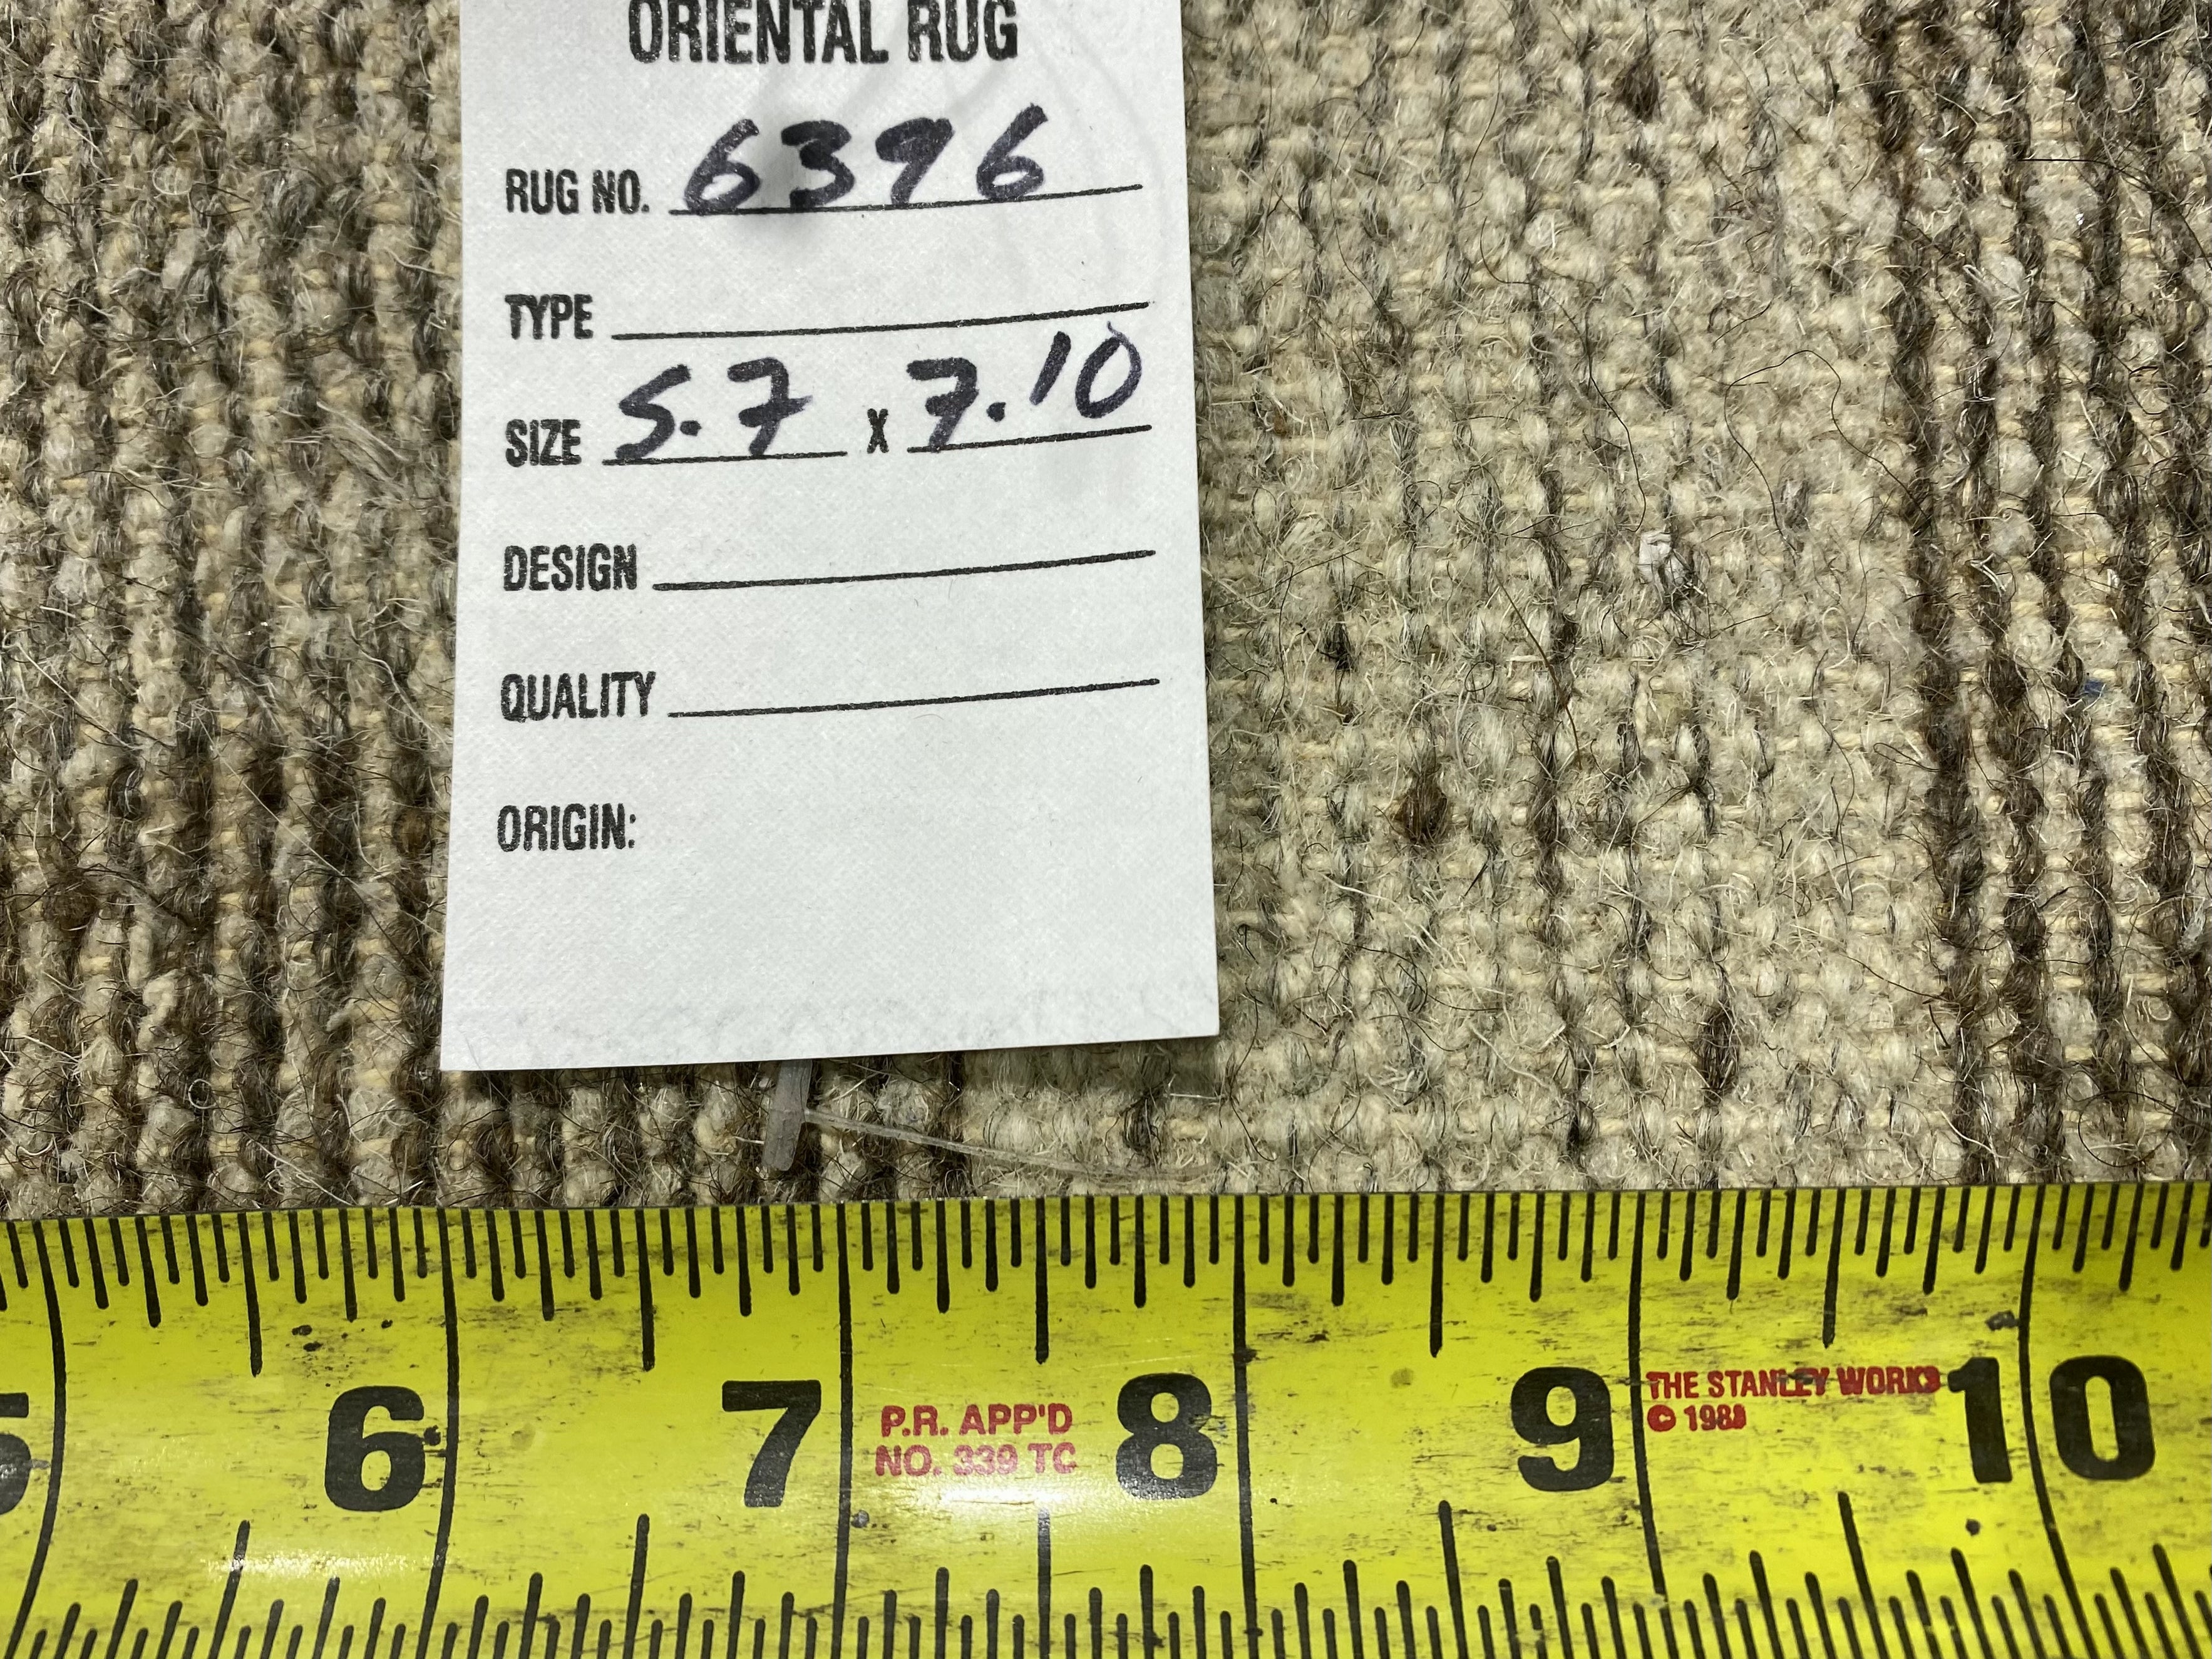 ORIENTAL RUG
RUG NO. 6396
TYPE
SIZE 5.7 x 7.10
DESIGN
QUALITY
ORIGIN:
5 6 7 8 9 10
P.R. APP'D
NO. 339 TC
THE STANLEY WORKS